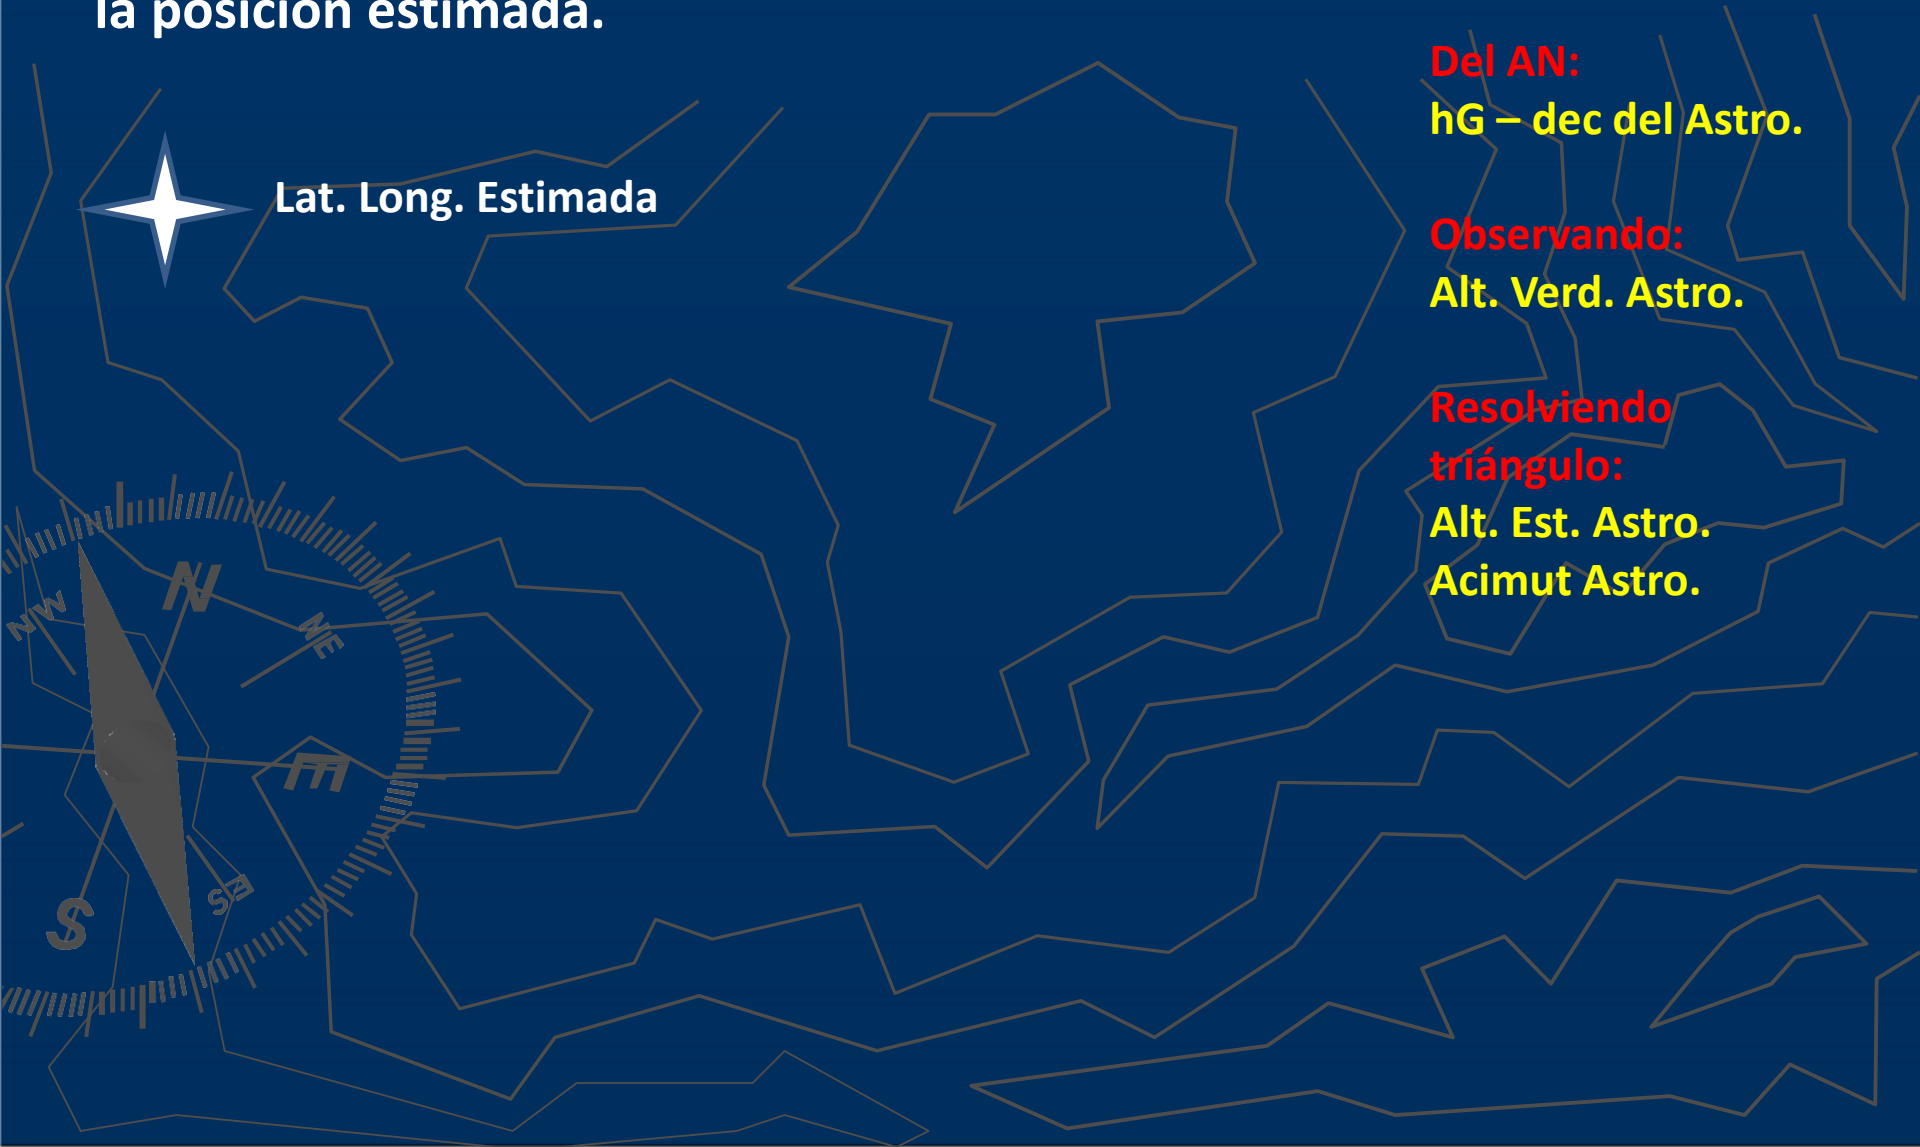 la posición estimada.
Lat. Long. Estimada
Del AN:
hG – dec del Astro.
Observando:
Alt. Verd. Astro.
Resolviendo
triángulo:
Alt. Est. Astro.
Acimut Astro.
N
NE
E
SE
S
NW